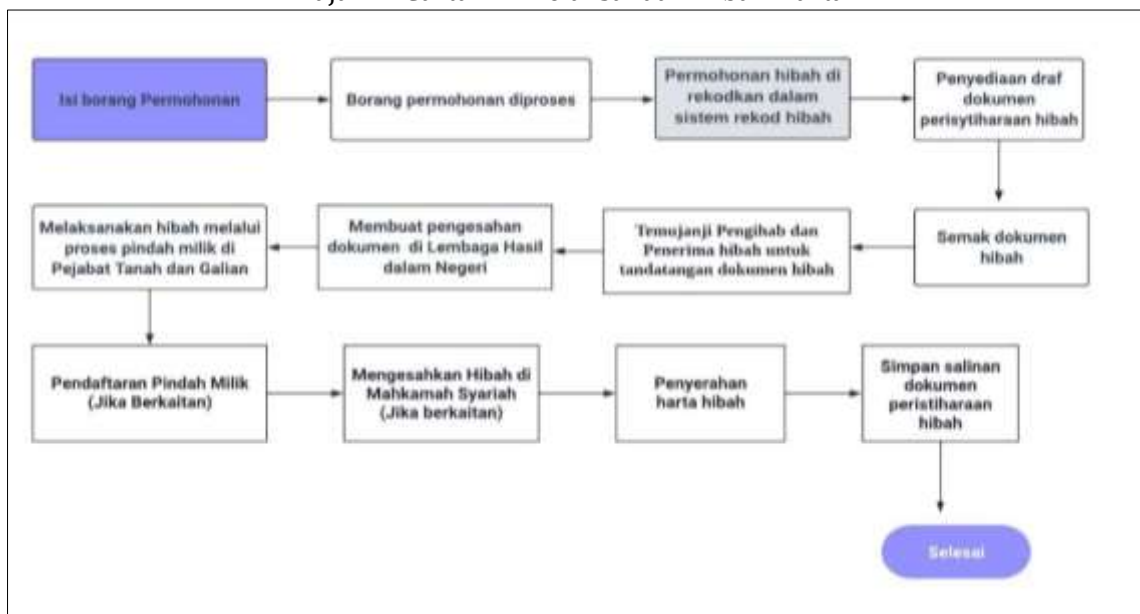 Isi borang Permohonan
Borang permohonan diproses
Permohonan hibah di
rekodkan dalam
sistem rekod hibah
Penyediaan draf
dokumen
perisytiharaan hibah
Semak dokumen
hibah
Temujanji Pengihab dan
Penerima hibah untuk
tandatangan dokumen hibah
Membuat pengesahan
dokumen di Lembaga Hasil
dalam Negeri
Melaksanakan hibah melalui
proses pindah milik di
Pejabat Tanah dan Galian
Pendaftaran Pindah Milik
(Jika Berkaitan)
Mengesahkan Hibah di
Mahkamah Syariah
(Jika berkaitan)
Penyerahan
harta hibah
Simpan salinan
dokumen
peristiharaan
hibah
Selesai